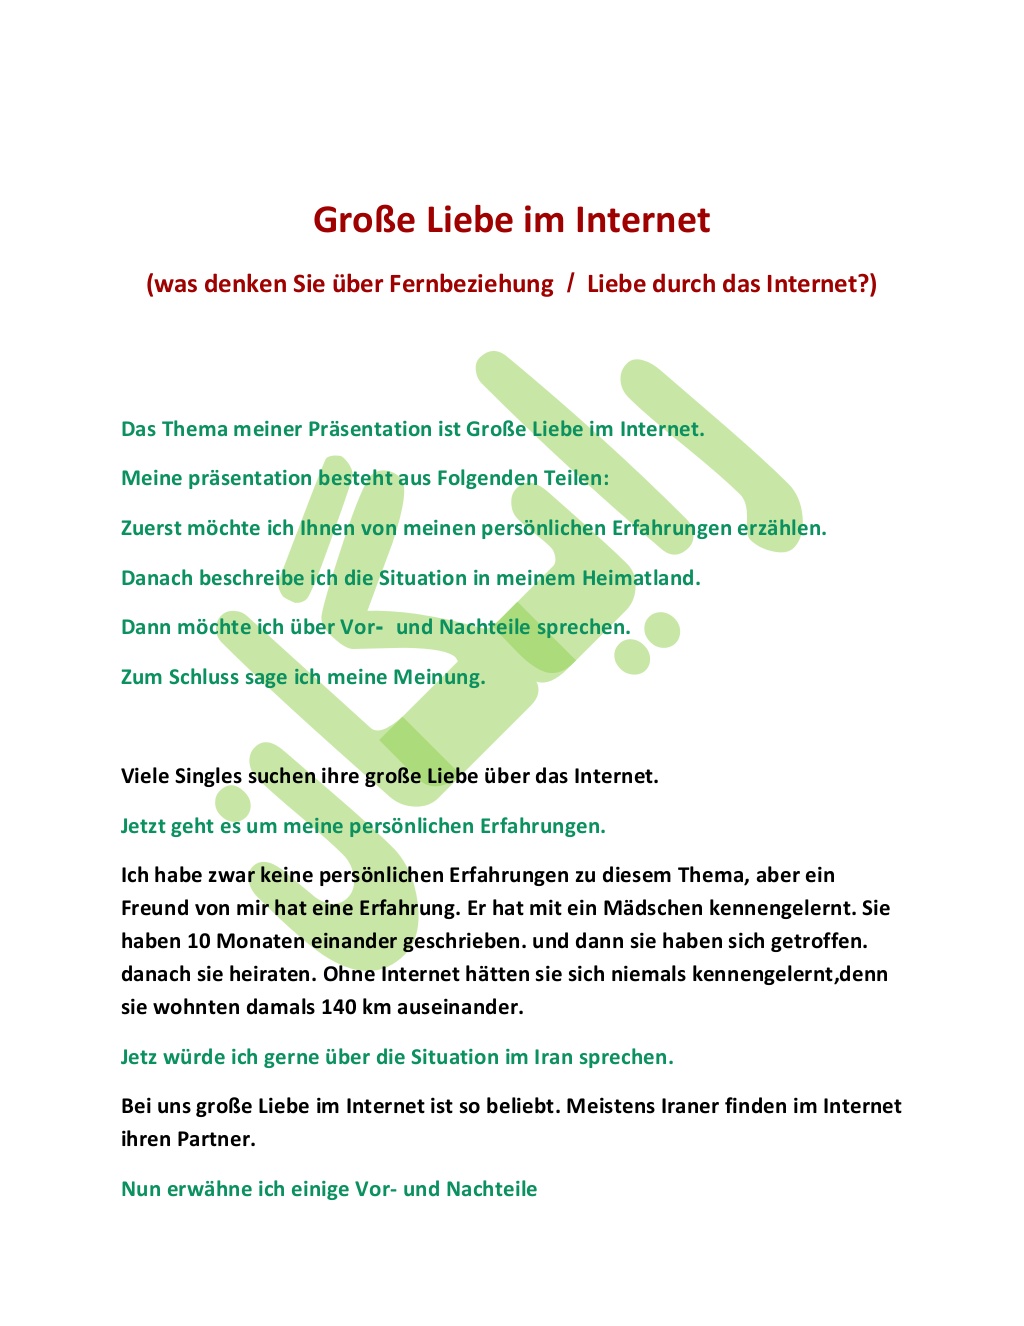 Große Liebe im Internet
(was denken Sie über Fernbeziehung / Liebe durch das Internet?)
Das Thema meiner Präsentation ist Große Liebe im Internet.
Meine präsentation besteht aus Folgenden Teilen:
Zuerst möchte ich Ihnen von meinen persönlichen Erfahrungen erzählen.
Danach beschreibe ich die Situation in meinem Heimatland.
Dann möchte ich über Vor- und Nachteile sprechen.
Zum Schluss sage ich meine Meinung.
Viele Singles suchen ihre große Liebe über das Internet.
Jetzt geht es um meine persönlichen Erfahrungen.
Ich habe zwar keine persönlichen Erfahrungen zu diesem Thema, aber ein
Freund von mir hat eine Erfahrung. Er hat mit ein Mädschen kennengelernt. Sie
haben 10 Monaten einander geschrieben. und dann sie haben sich getroffen.
danach sie heiraten. Ohne Internet hätten sie sich niemals kennengelernt,denn
sie wohnten damals 140 km auseinander.
Jetz würde ich gerne über die Situation im Iran sprechen.
Bei uns große Liebe im Internet ist so beliebt. Meistens Iraner finden im Internet
ihren Partner.
Nun erwähne ich einige Vor- und Nachteile
رایگان